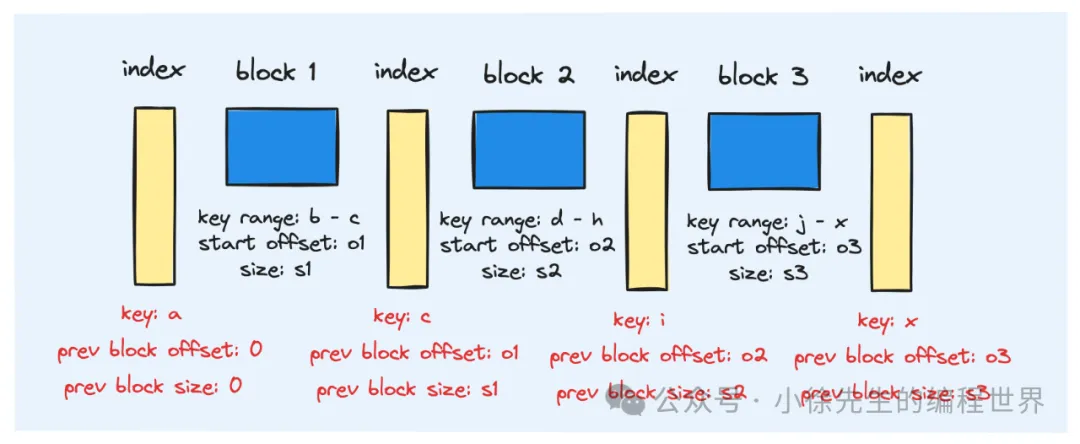 index block 1 index block 2 index block 3 index
key range: b - c
start offset: o1
size: s1
key range: d - h
start offset: o2
size: s2
key range: j - x
start offset: o3
size: s3
key: a
prev block offset: 0
prev block size: 0
key: c
prev block offset: o1
prev block size: s1
key: i
prev block offset: o2
prev block size: s2
key: x
prev block offset: o3
prev block size: s3
公众号 · 小徐先生的编程世界